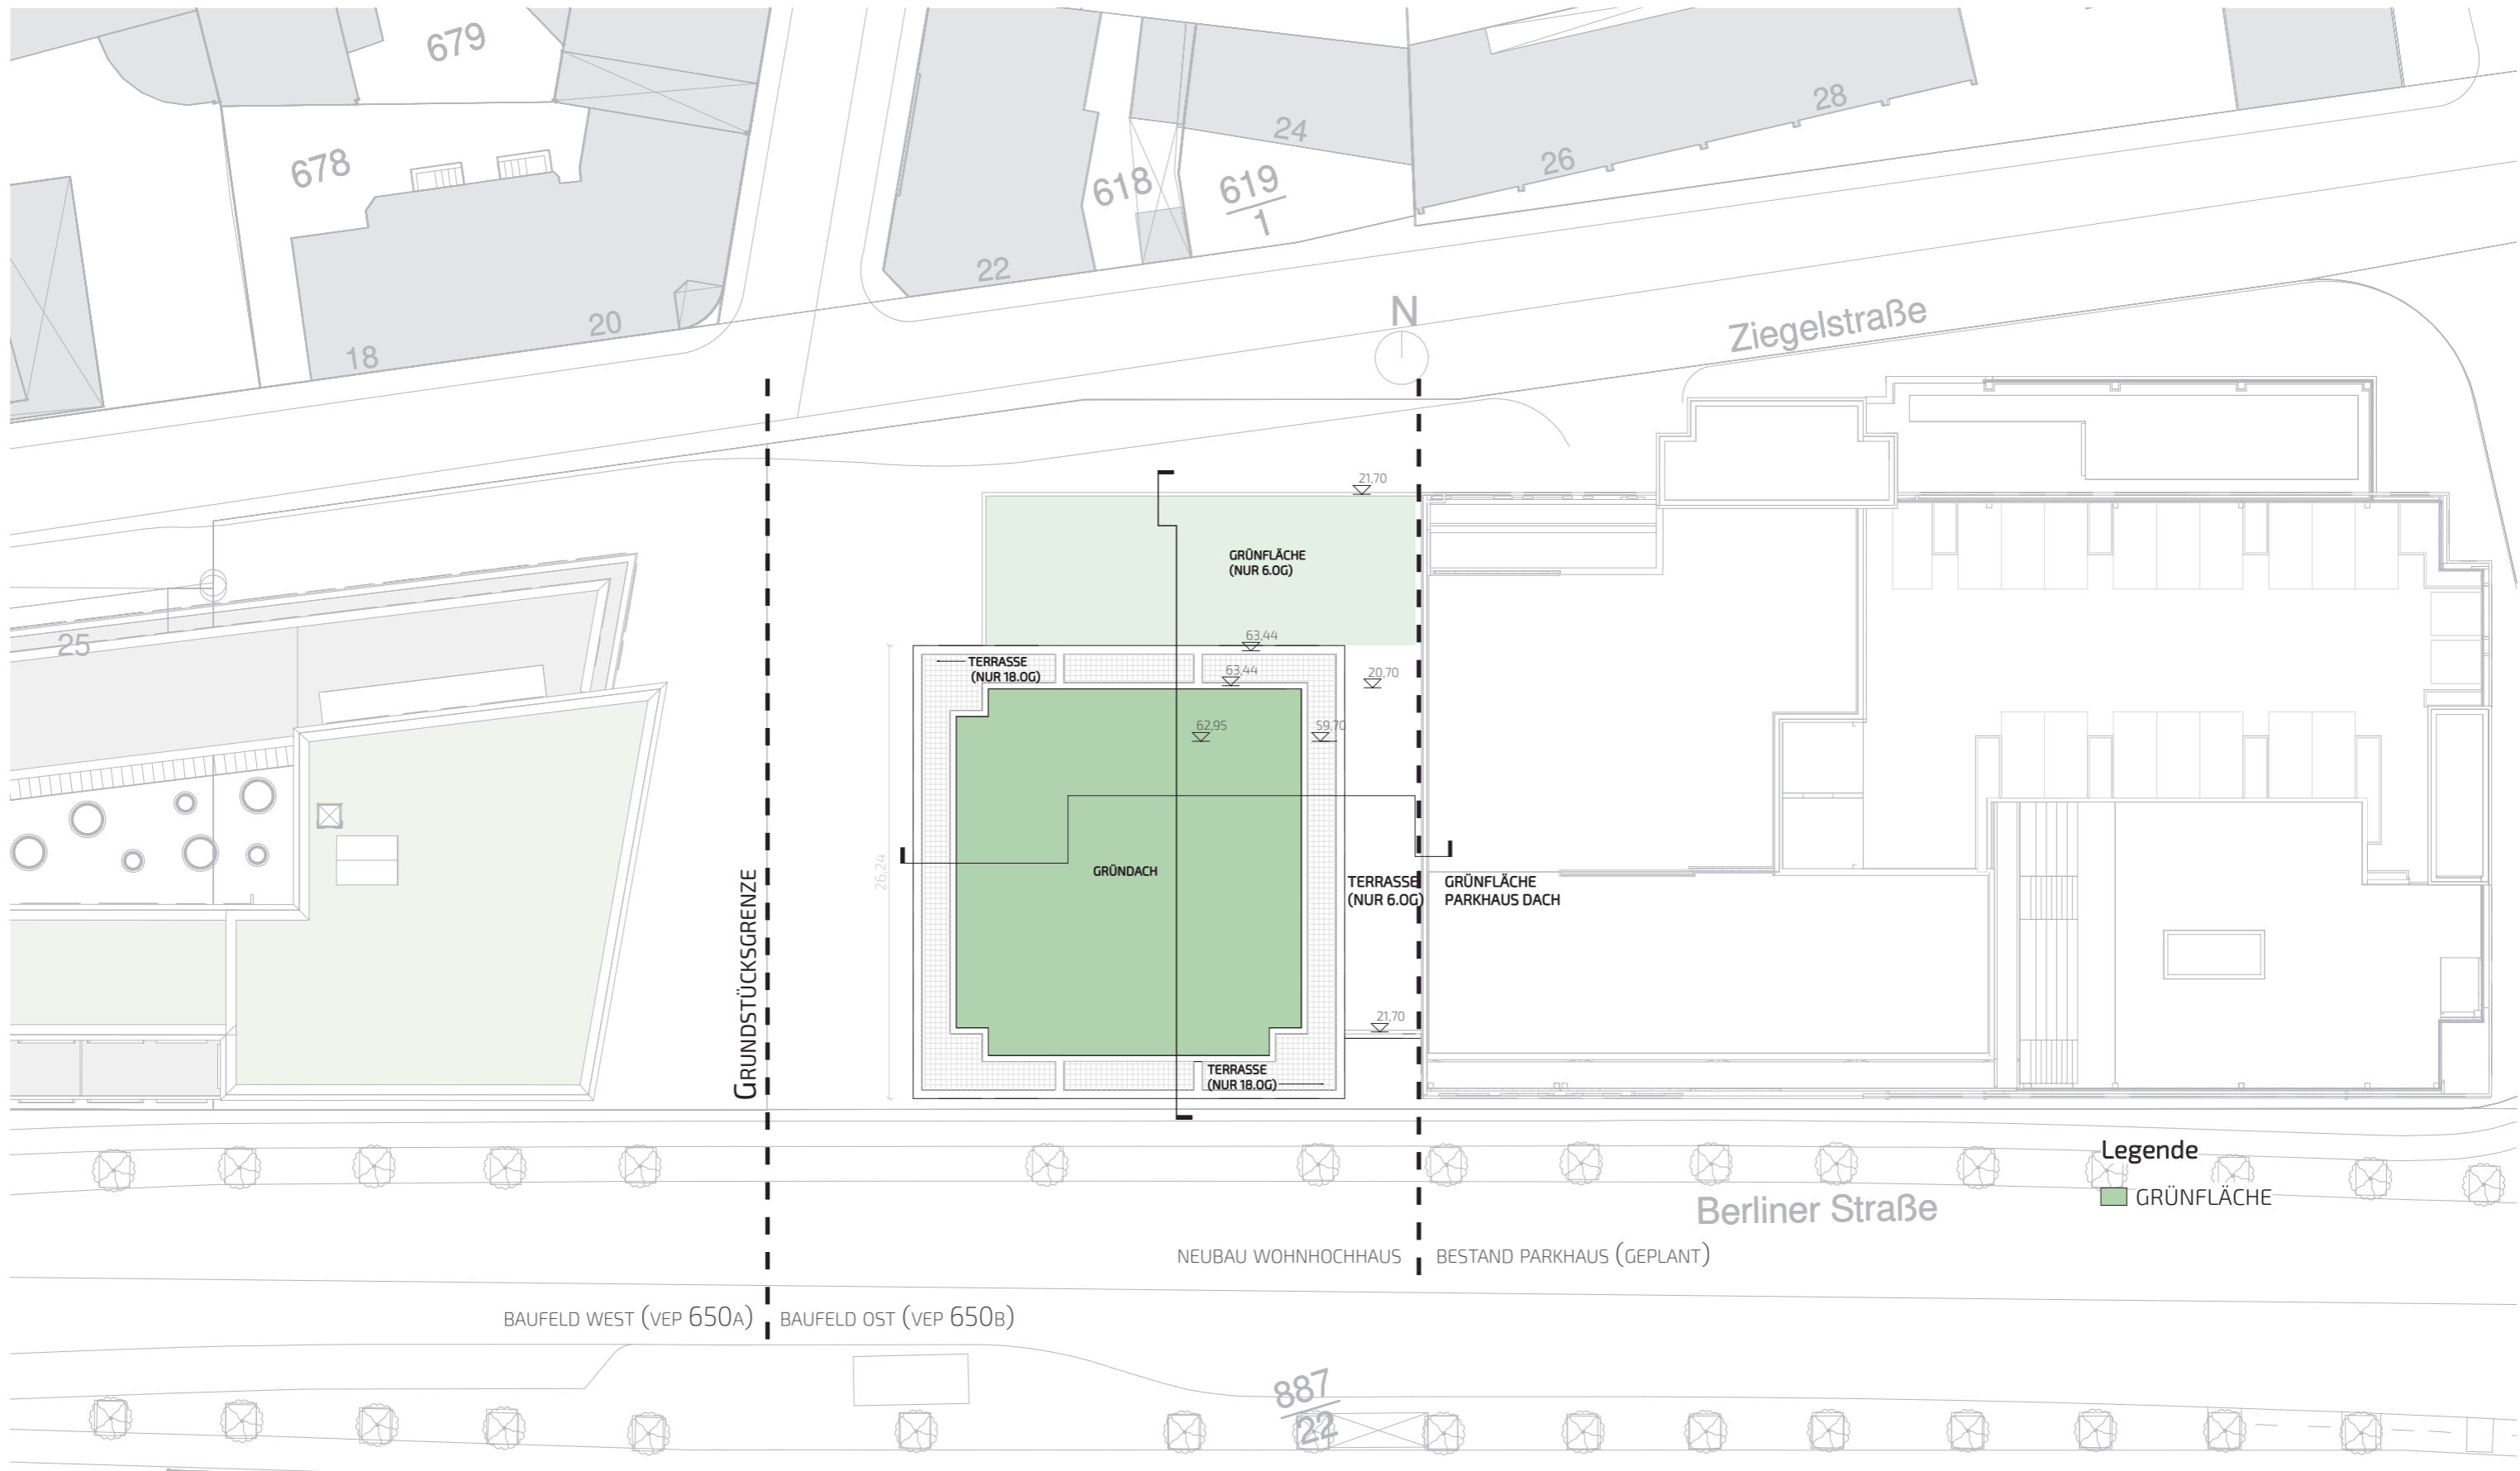 679
678
28
24
26
618
619
1
22
20
18
N
Ziegelstraße
21,70
GRÜNFLÄCHE
(NUR 6.OG)
25
63,44
TERRASSE
(NUR 18.OG)
63,44
20,70
62,95
59,70
26,24
GRÜNDACH
TERRASSE
(NUR 6.OG)
GRÜNFLÄCHE
PARKHAUS DACH
GRUNDSTÜCKSGRENZE
21,70
TERRASSE
(NUR 18.OG)
Legende
GRÜNFLÄCHE
Berliner Straße
NEUBAU WOHNHOCHHAUS
BESTAND PARKHAUS (GEPLANT)
BAUFELD WEST (VEP 650A)
BAUFELD OST (VEP 650B)
887
22